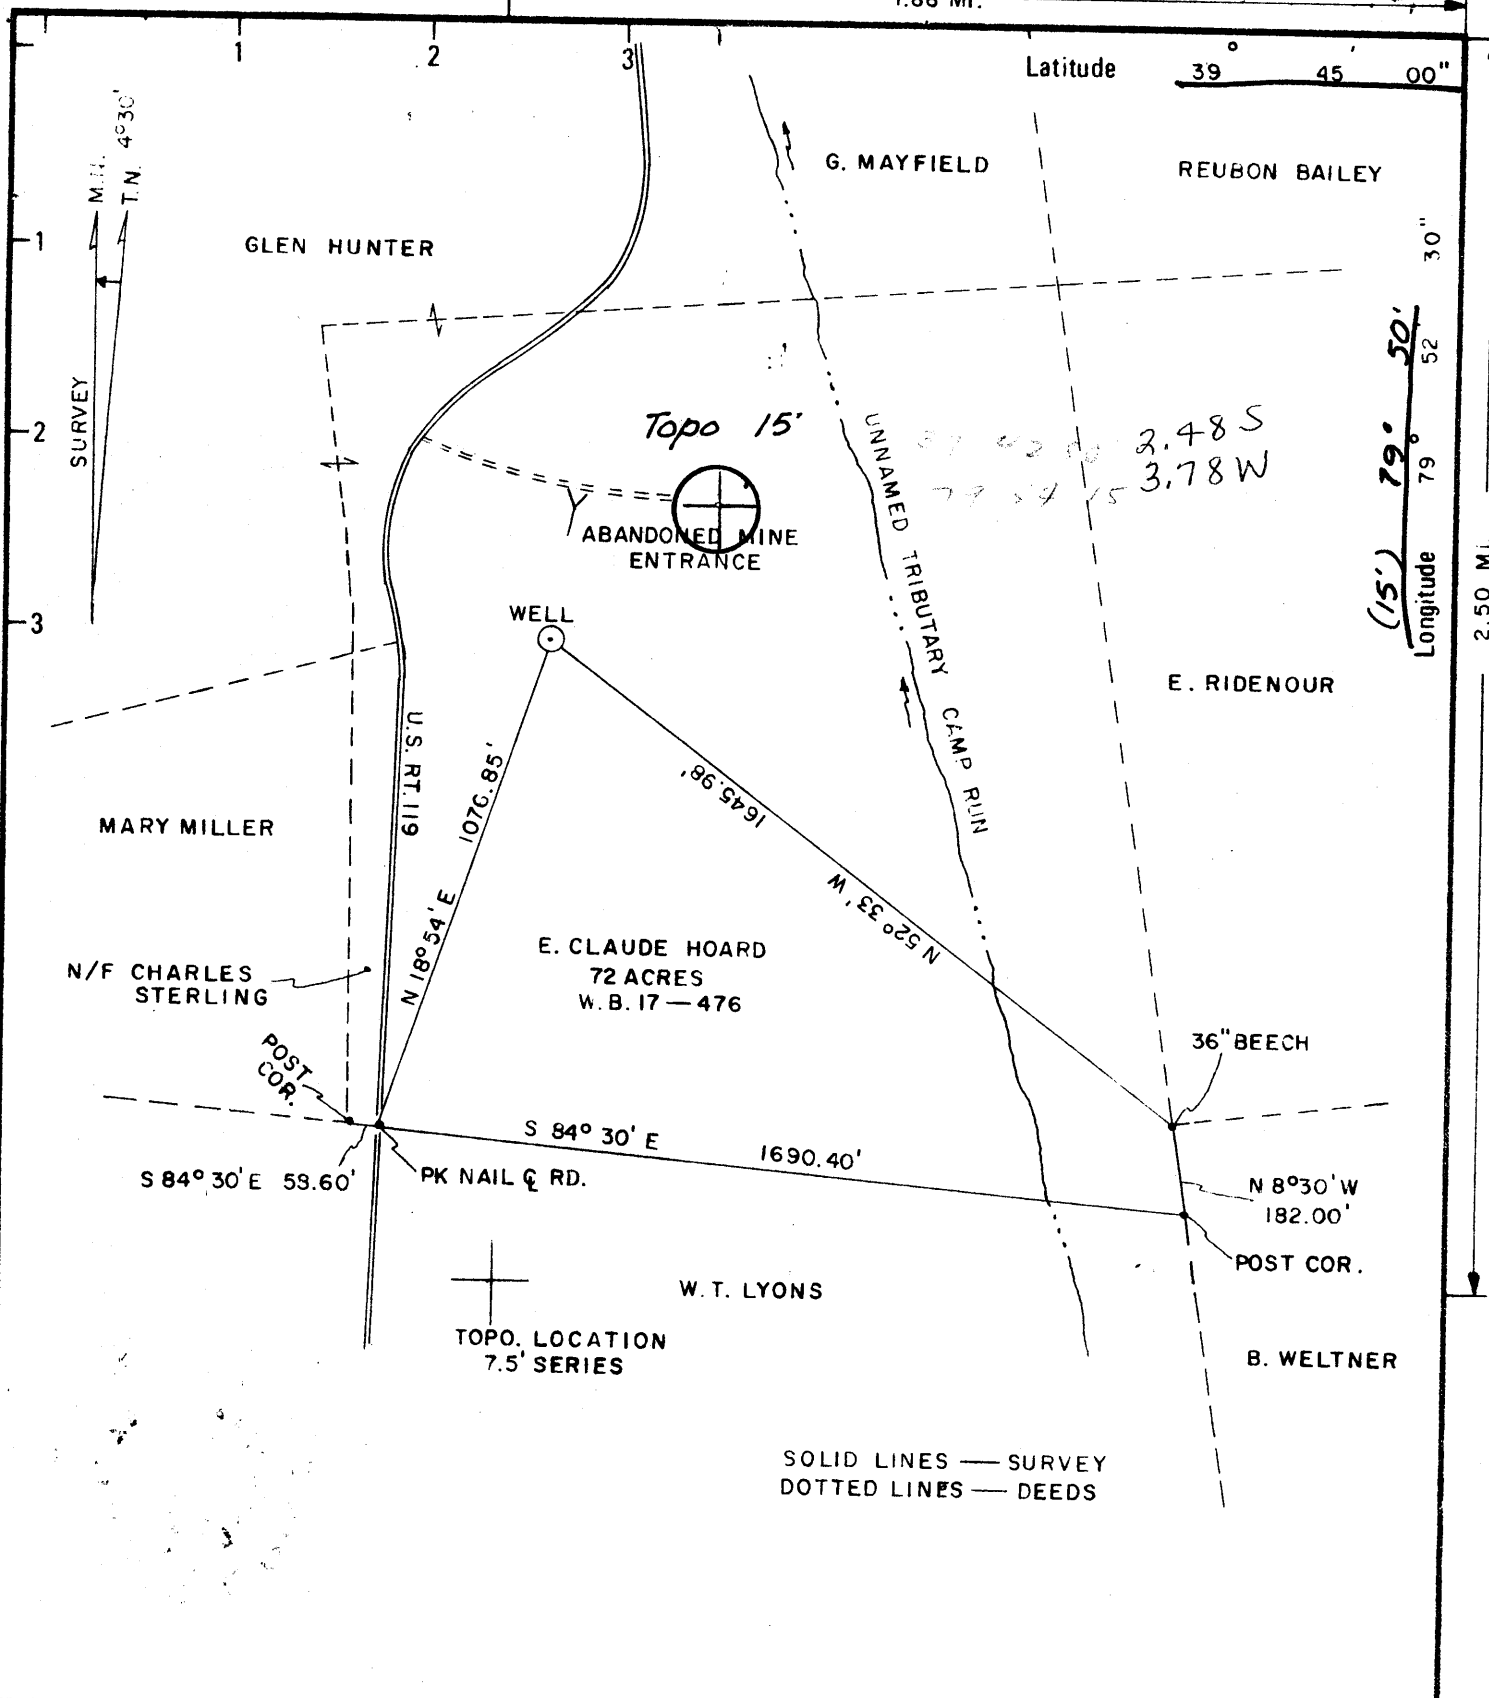 1.86 MI.
1 2 3
Latitude 39° 45' 00"
M.N.
T.N. 4°30'
SURVEY
1
2
3
G. MAYFIELD
REUBON BAILEY
GLEN HUNTER
Topo 15'
2.48 S
3.78 W
(15') 79° 50'
Longitude 79° 52' 30"
2.50 MI.
ABANDONED MINE
ENTRANCE
UNNAMED TRIBUTARY CAMP RUN
WELL
E. RIDENOUR
U.S. RT. 119
MARY MILLER
N 18°54' E 1076.85'
1645.98'
N 52° 33' W
E. CLAUDE HOARD
72 ACRES
W.B. 17 — 476
N/F CHARLES
STERLING
POST
COR.
36" BEECH
S 84° 30' E 1690.40'
S 84° 30' E 59.60'
PK NAIL ℄ RD.
N 8°30' W
182.00'
POST COR.
W.T. LYONS
TOPO. LOCATION
7.5' SERIES
B. WELTNER
SOLID LINES — SURVEY
DOTTED LINES — DEEDS